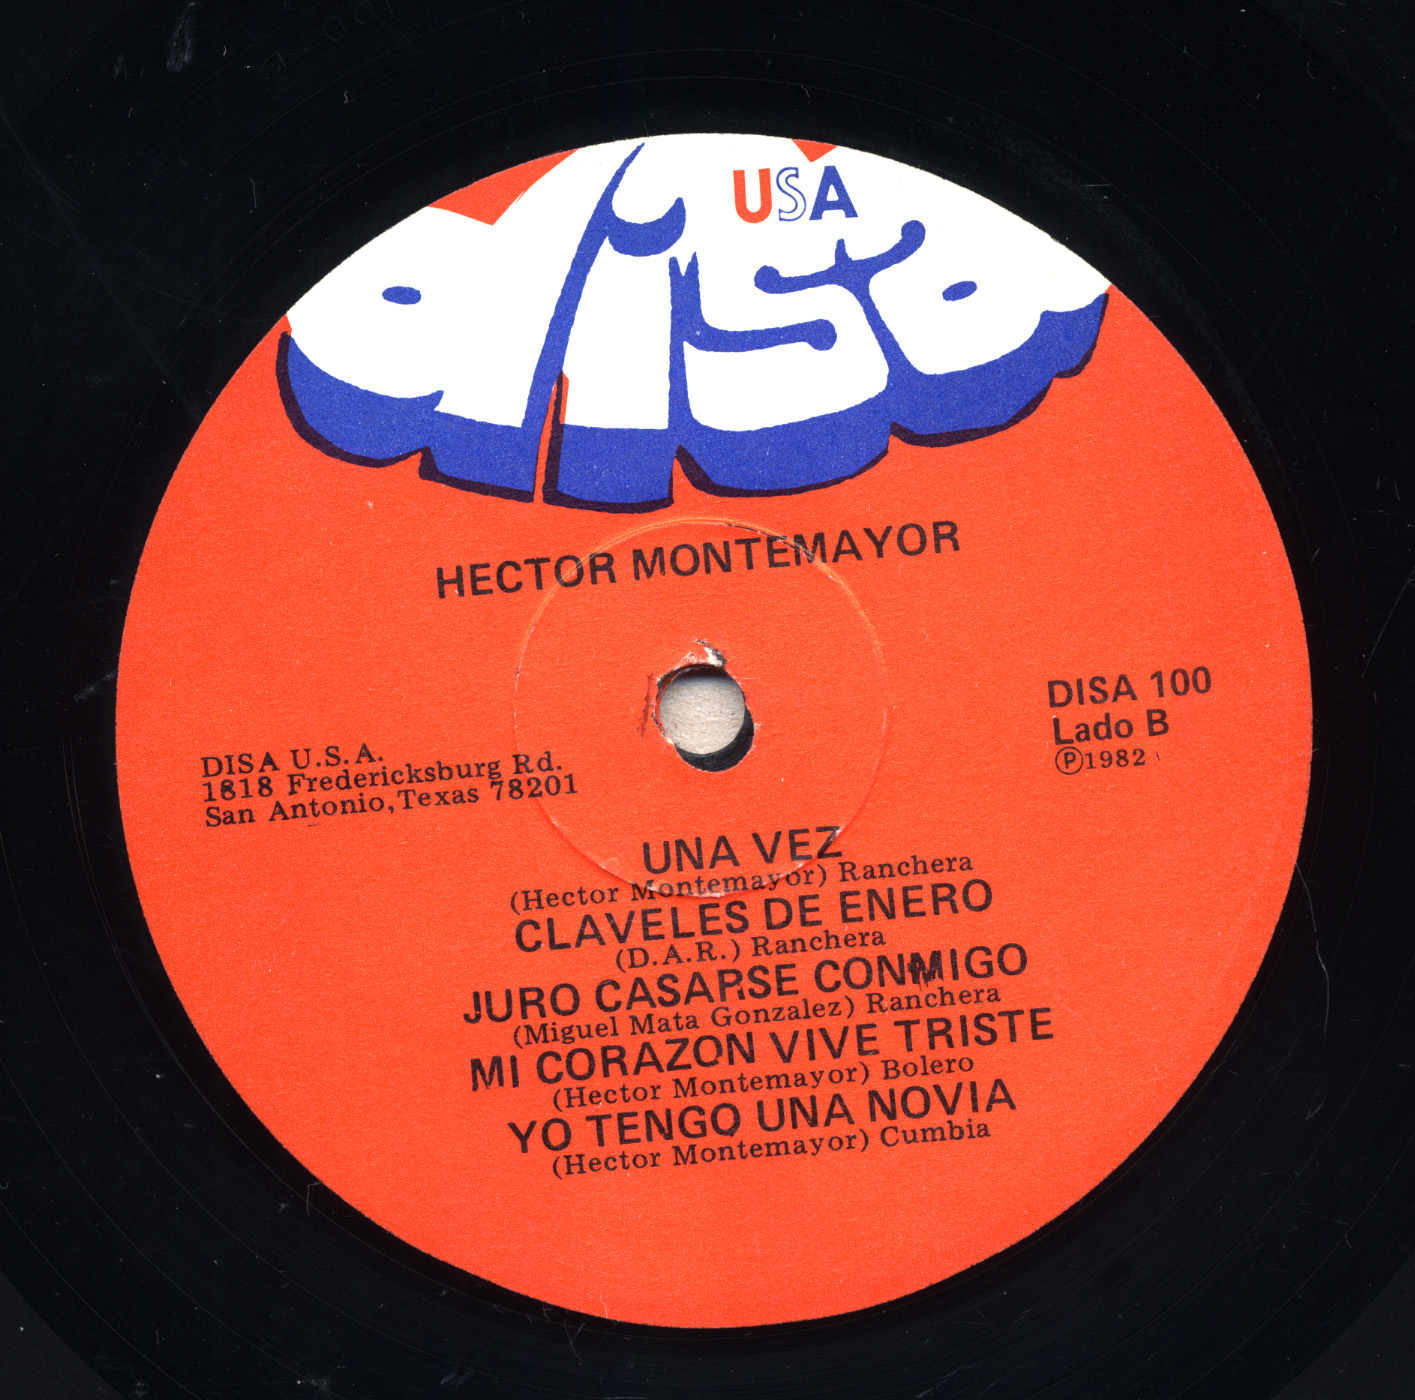 disa USA
HECTOR MONTEMAYOR
DISA 100
Lado B
Ⓟ1982
DISA U.S.A.
1818 Fredericksburg Rd.
San Antonio, Texas 78201
UNA VEZ
(Hector Montemayor) Ranchera
CLAVELES DE ENERO
(D.A.R.) Ranchera
JURO CASARSE CONMIGO
(Miguel Mata Gonzalez) Ranchera
MI CORAZON VIVE TRISTE
(Hector Montemayor) Bolero
YO TENGO UNA NOVIA
(Hector Montemayor) Cumbia